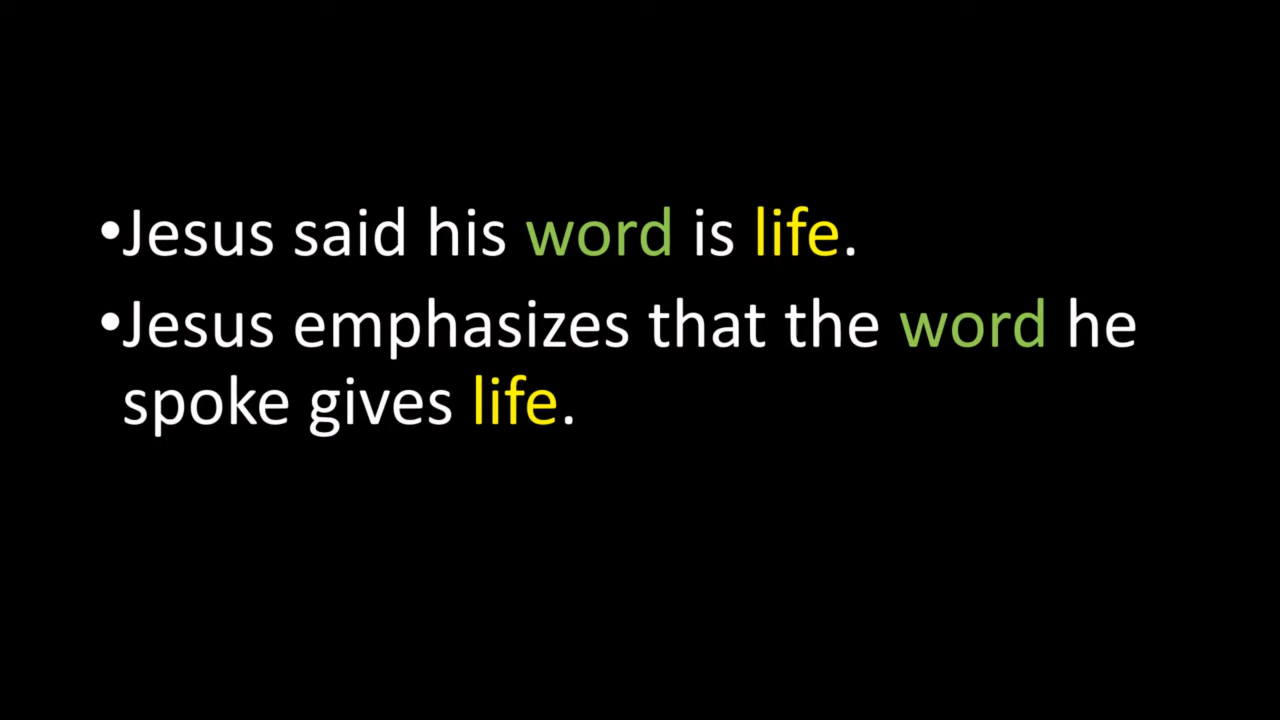 •Jesus said his word is life.
•Jesus emphasizes that the word he
spoke gives life.